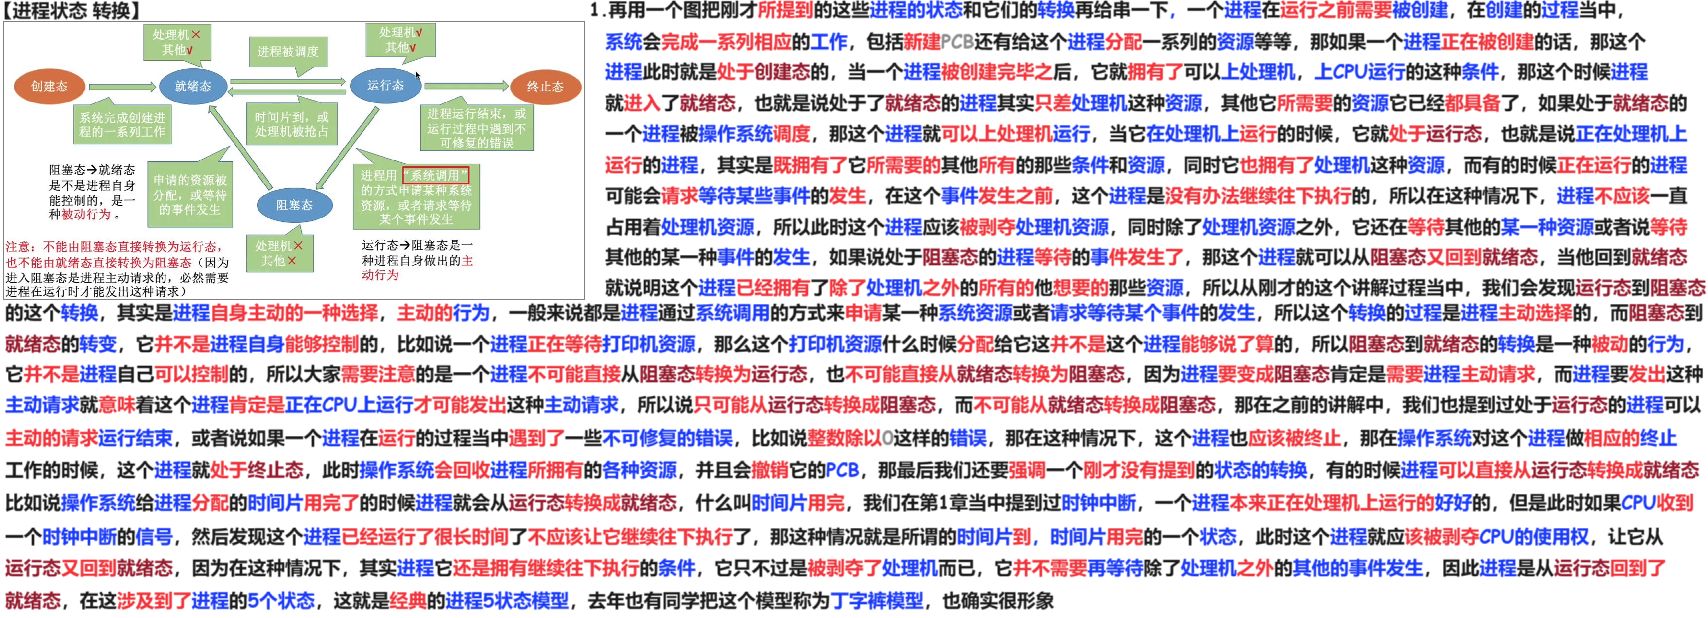 【进程状态 转换】
处理机×
其他√
进程被调度
处理机√
其他√
创建态
就绪态
运行态
终止态
系统完成创建进
程的一系列工作
时间片到，或
处理机被抢占
进程运行结束，或
运行过程中遇到不
可修复的错误
阻塞态→就绪态
是不是进程自身
能控制的，是一
种被动行为。
申请的资源被
分配，或等待
的事件发生
进程用“系统调用”
的方式申请某种系统
资源，或者请求等待
某个事件发生
阻塞态
处理机×
其他×
运行态→阻塞态是一
种进程自身做出的主
动行为
注意：不能由阻塞态直接转换为运行态，
也不能由就绪态直接转换为阻塞态（因为
进入阻塞态是进程主动请求的，必然需要
进程在运行时才能发出这种请求）
1.再用一个图把刚才所提到的这些进程的状态和它们的转换再给串一下，一个进程在运行之前需要被创建，在创建的过程当中，
系统会完成一系列相应的工作，包括新建PCB还有给这个进程分配一系列的资源等等，那如果一个进程正在被创建的话，那这个
进程此时就是处于创建态的，当一个进程被创建完毕之后，它就拥有了可以上处理机，上CPU运行的这种条件，那这个时候进程
就进入了就绪态，也就是说处于了就绪态的进程其实只差处理机这种资源，其他它所需要的资源它已经都具备了，如果处于就绪态的
一个进程被操作系统调度，那这个进程就可以上处理机运行，当它在处理机上运行的时候，它就处于运行态，也就是说正在处理机上
运行的进程，其实是既拥有了它所需要的其他所有的那些条件和资源，同时它也拥有了处理机这种资源，而有的时候正在运行的进程
可能会请求等待某些事件的发生，在这个事件发生之前，这个进程是没有办法继续往下执行的，所以在这种情况下，进程不应该一直
占用着处理机资源，所以此时这个进程应该被剥夺处理机资源，同时除了处理机资源之外，它还在等待其他的某一种资源或者说等待
其他的某一种事件的发生，如果说处于阻塞态的进程等待的事件发生了，那这个进程就可以从阻塞态又回到就绪态，当他回到就绪态
就说明这个进程已经拥有了除了处理机之外的所有的他想要的那些资源，所以从刚才的这个讲解过程当中，我们会发现运行态到阻塞态
的这个转换，其实是进程自身主动的一种选择，主动的行为，一般来说都是进程通过系统调用的方式来申请某一种系统资源或者请求等待某个事件的发生，所以这个转换的过程是进程主动选择的，而阻塞态到
就绪态的转变，它并不是进程自身能够控制的，比如说一个进程正在等待打印机资源，那么这个打印机资源什么时候分配给它这并不是这个进程能够说了算的，所以阻塞态到就绪态的转换是一种被动的行为，
它并不是进程自己可以控制的，所以大家需要注意的是一个进程不可能直接从阻塞态转换为运行态，也不可能直接从就绪态转换为阻塞态，因为进程要变成阻塞态肯定是需要进程主动请求，而进程要发出这种
主动请求就意味着这个进程肯定是正在CPU上运行才可能发出这种主动请求，所以说只可能从运行态转换成阻塞态，而不可能从就绪态转换成阻塞态，那在之前的讲解中，我们也提到过处于运行态的进程可以
主动的请求运行结束，或者说如果一个进程在运行的过程当中遇到了一些不可修复的错误，比如说整数除以0这样的错误，那在这种情况下，这个进程也应该被终止，那在操作系统对这个进程做相应的终止
工作的时候，这个进程就处于终止态，此时操作系统会回收进程所拥有的各种资源，并且会撤销它的PCB，那最后我们还要强调一个刚才没有提到的状态的转换，有的时候进程可以直接从运行态转换成就绪态
比如说操作系统给进程分配的时间片用完了的时候进程就会从运行态转换成就绪态，什么叫时间片用完，我们在第1章当中提到过时钟中断，一个进程本来正在处理机上运行的好好的，但是此时如果CPU收到
一个时钟中断的信号，然后发现这个进程已经运行了很长时间了不应该让它继续往下执行了，那这种情况就是所谓的时间片到，时间片用完的一个状态，此时这个进程就应该被剥夺CPU的使用权，让它从
运行态又回到就绪态，因为在这种情况下，其实进程它还是拥有继续往下执行的条件，它只不过是被剥夺了处理机而已，它并不需要再等待除了处理机之外的其他的事件发生，因此进程是从运行态回到了
就绪态，在这涉及到了进程的5个状态，这就是经典的进程5状态模型，去年也有同学把这个模型称为丁字裤模型，也确实很形象